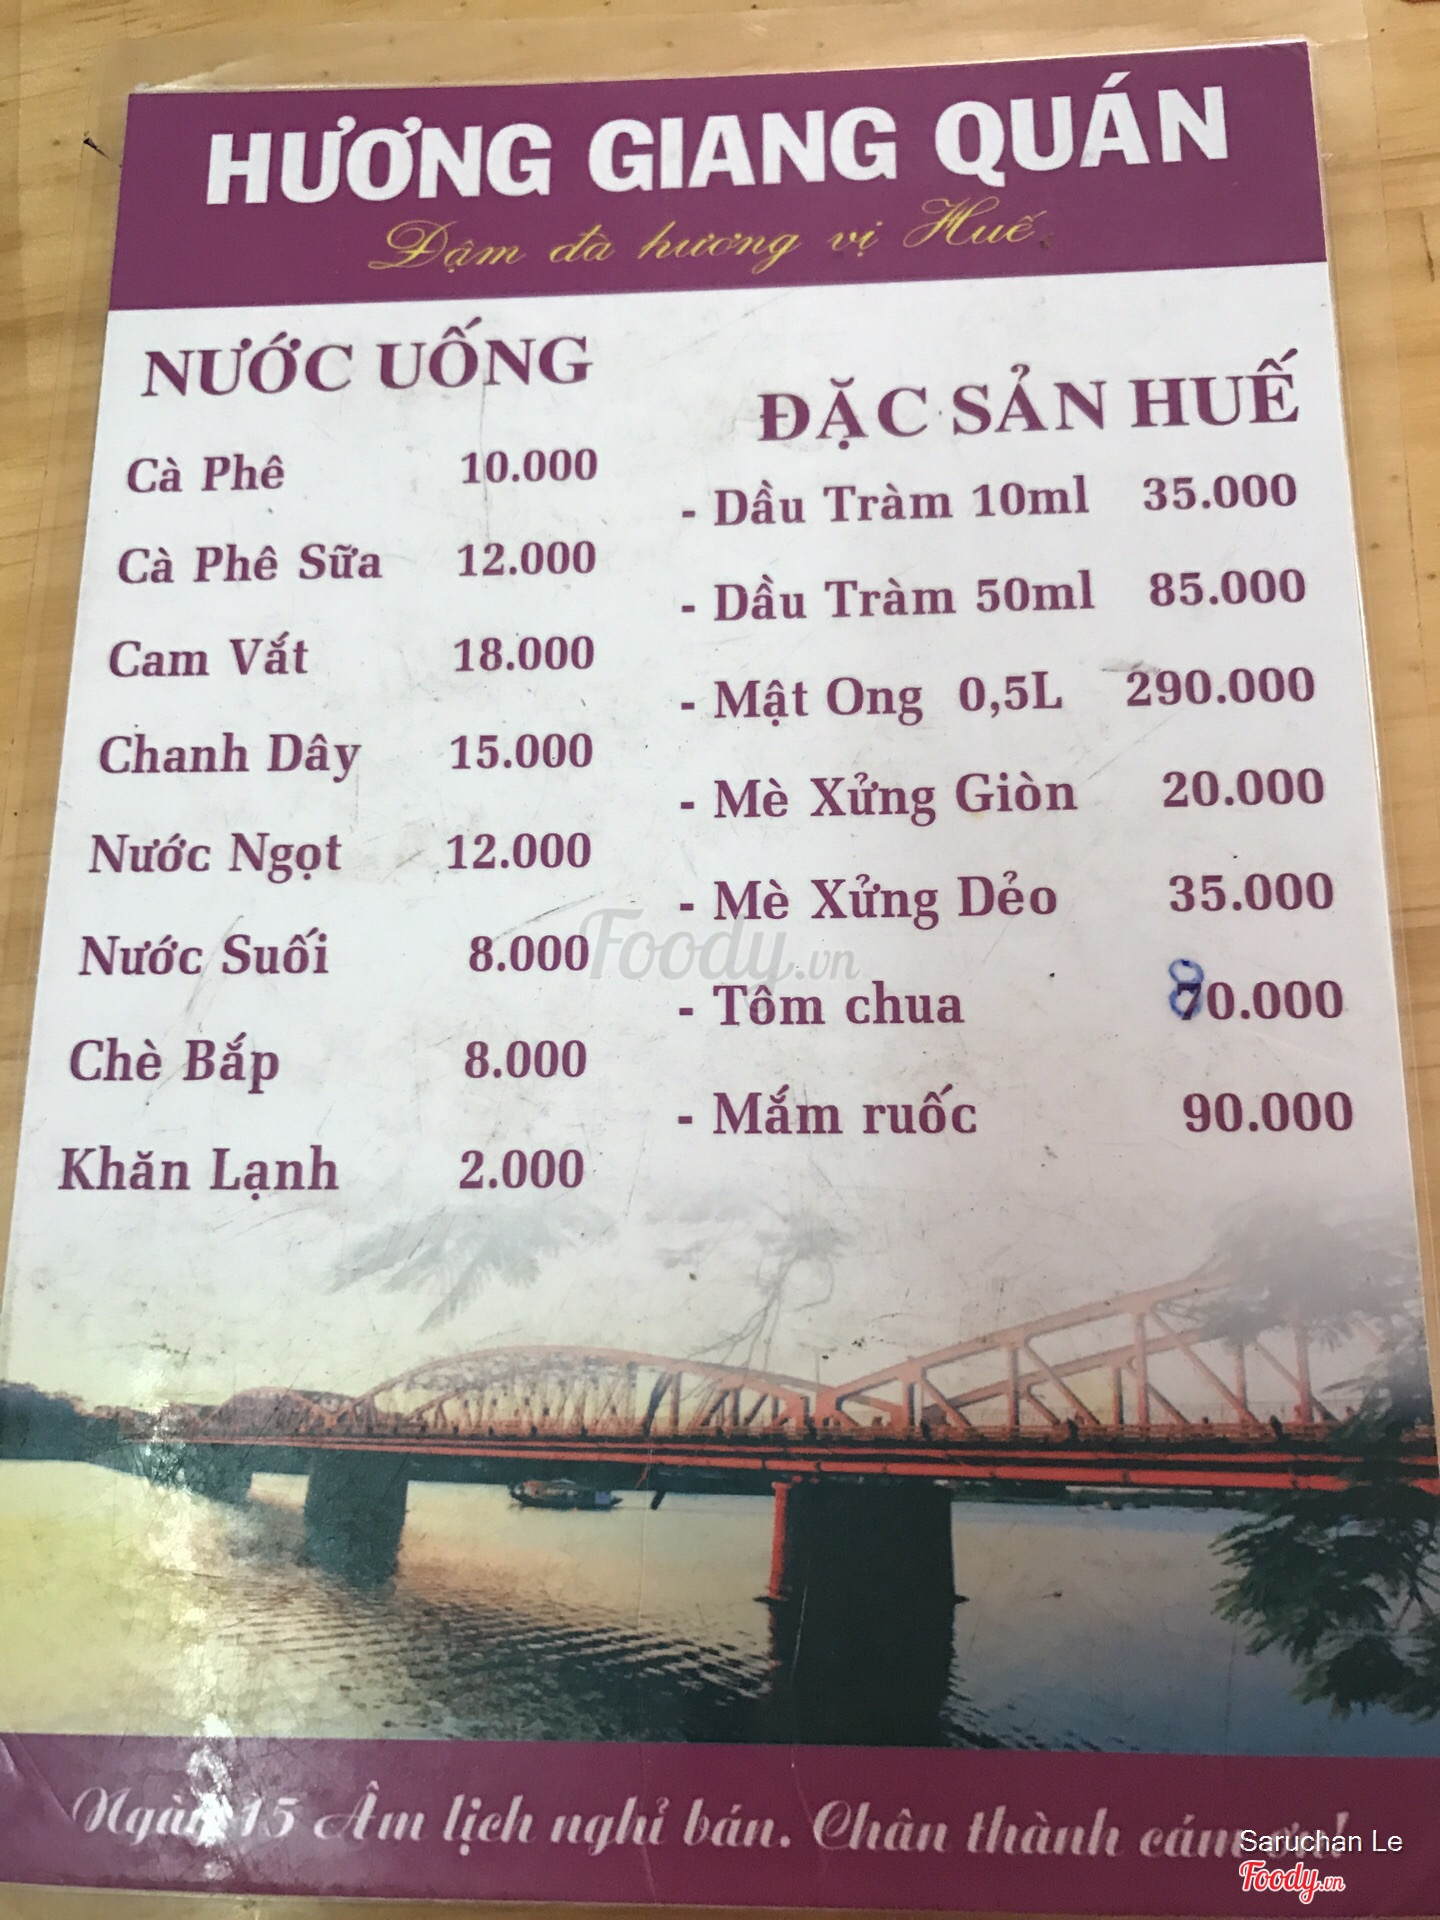 HƯƠNG GIANG QUÁN
Đậm đà hương vị Huế
NƯỚC UỐNG
Cà Phê 10.000
Cà Phê Sữa 12.000
Cam Vắt 18.000
Chanh Dây 15.000
Nước Ngọt 12.000
Nước Suối 8.000
Chè Bắp 8.000
Khăn Lạnh 2.000
ĐẶC SẢN HUẾ
- Dầu Tràm 10ml 35.000
- Dầu Tràm 50ml 85.000
- Mật Ong 0,5L 290.000
- Mè Xửng Giòn 20.000
- Mè Xửng Dẻo 35.000
- Tôm chua 80.000
- Mắm ruốc 90.000
Foody.vn
Ngày 15 Âm lịch nghỉ bán. Chân thành cám ơn!
Saruchan Le
Foody.vn